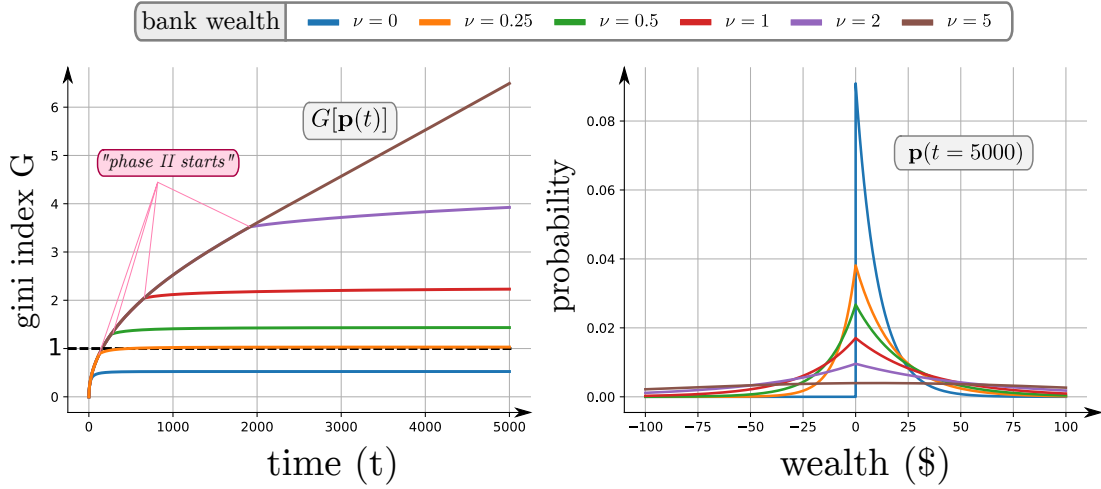 bank wealth ν = 0 ν = 0.25 ν = 0.5 ν = 1 ν = 2 ν = 5
gini index G
6
5
4
3
2
1
0
G[p(t)]
"phase II starts"
0 1000 2000 3000 4000 5000
time (t)
probability
0.08
0.06
0.04
0.02
0.00
p(t = 5000)
−100 −75 −50 −25 0 25 50 75 100
wealth ($)